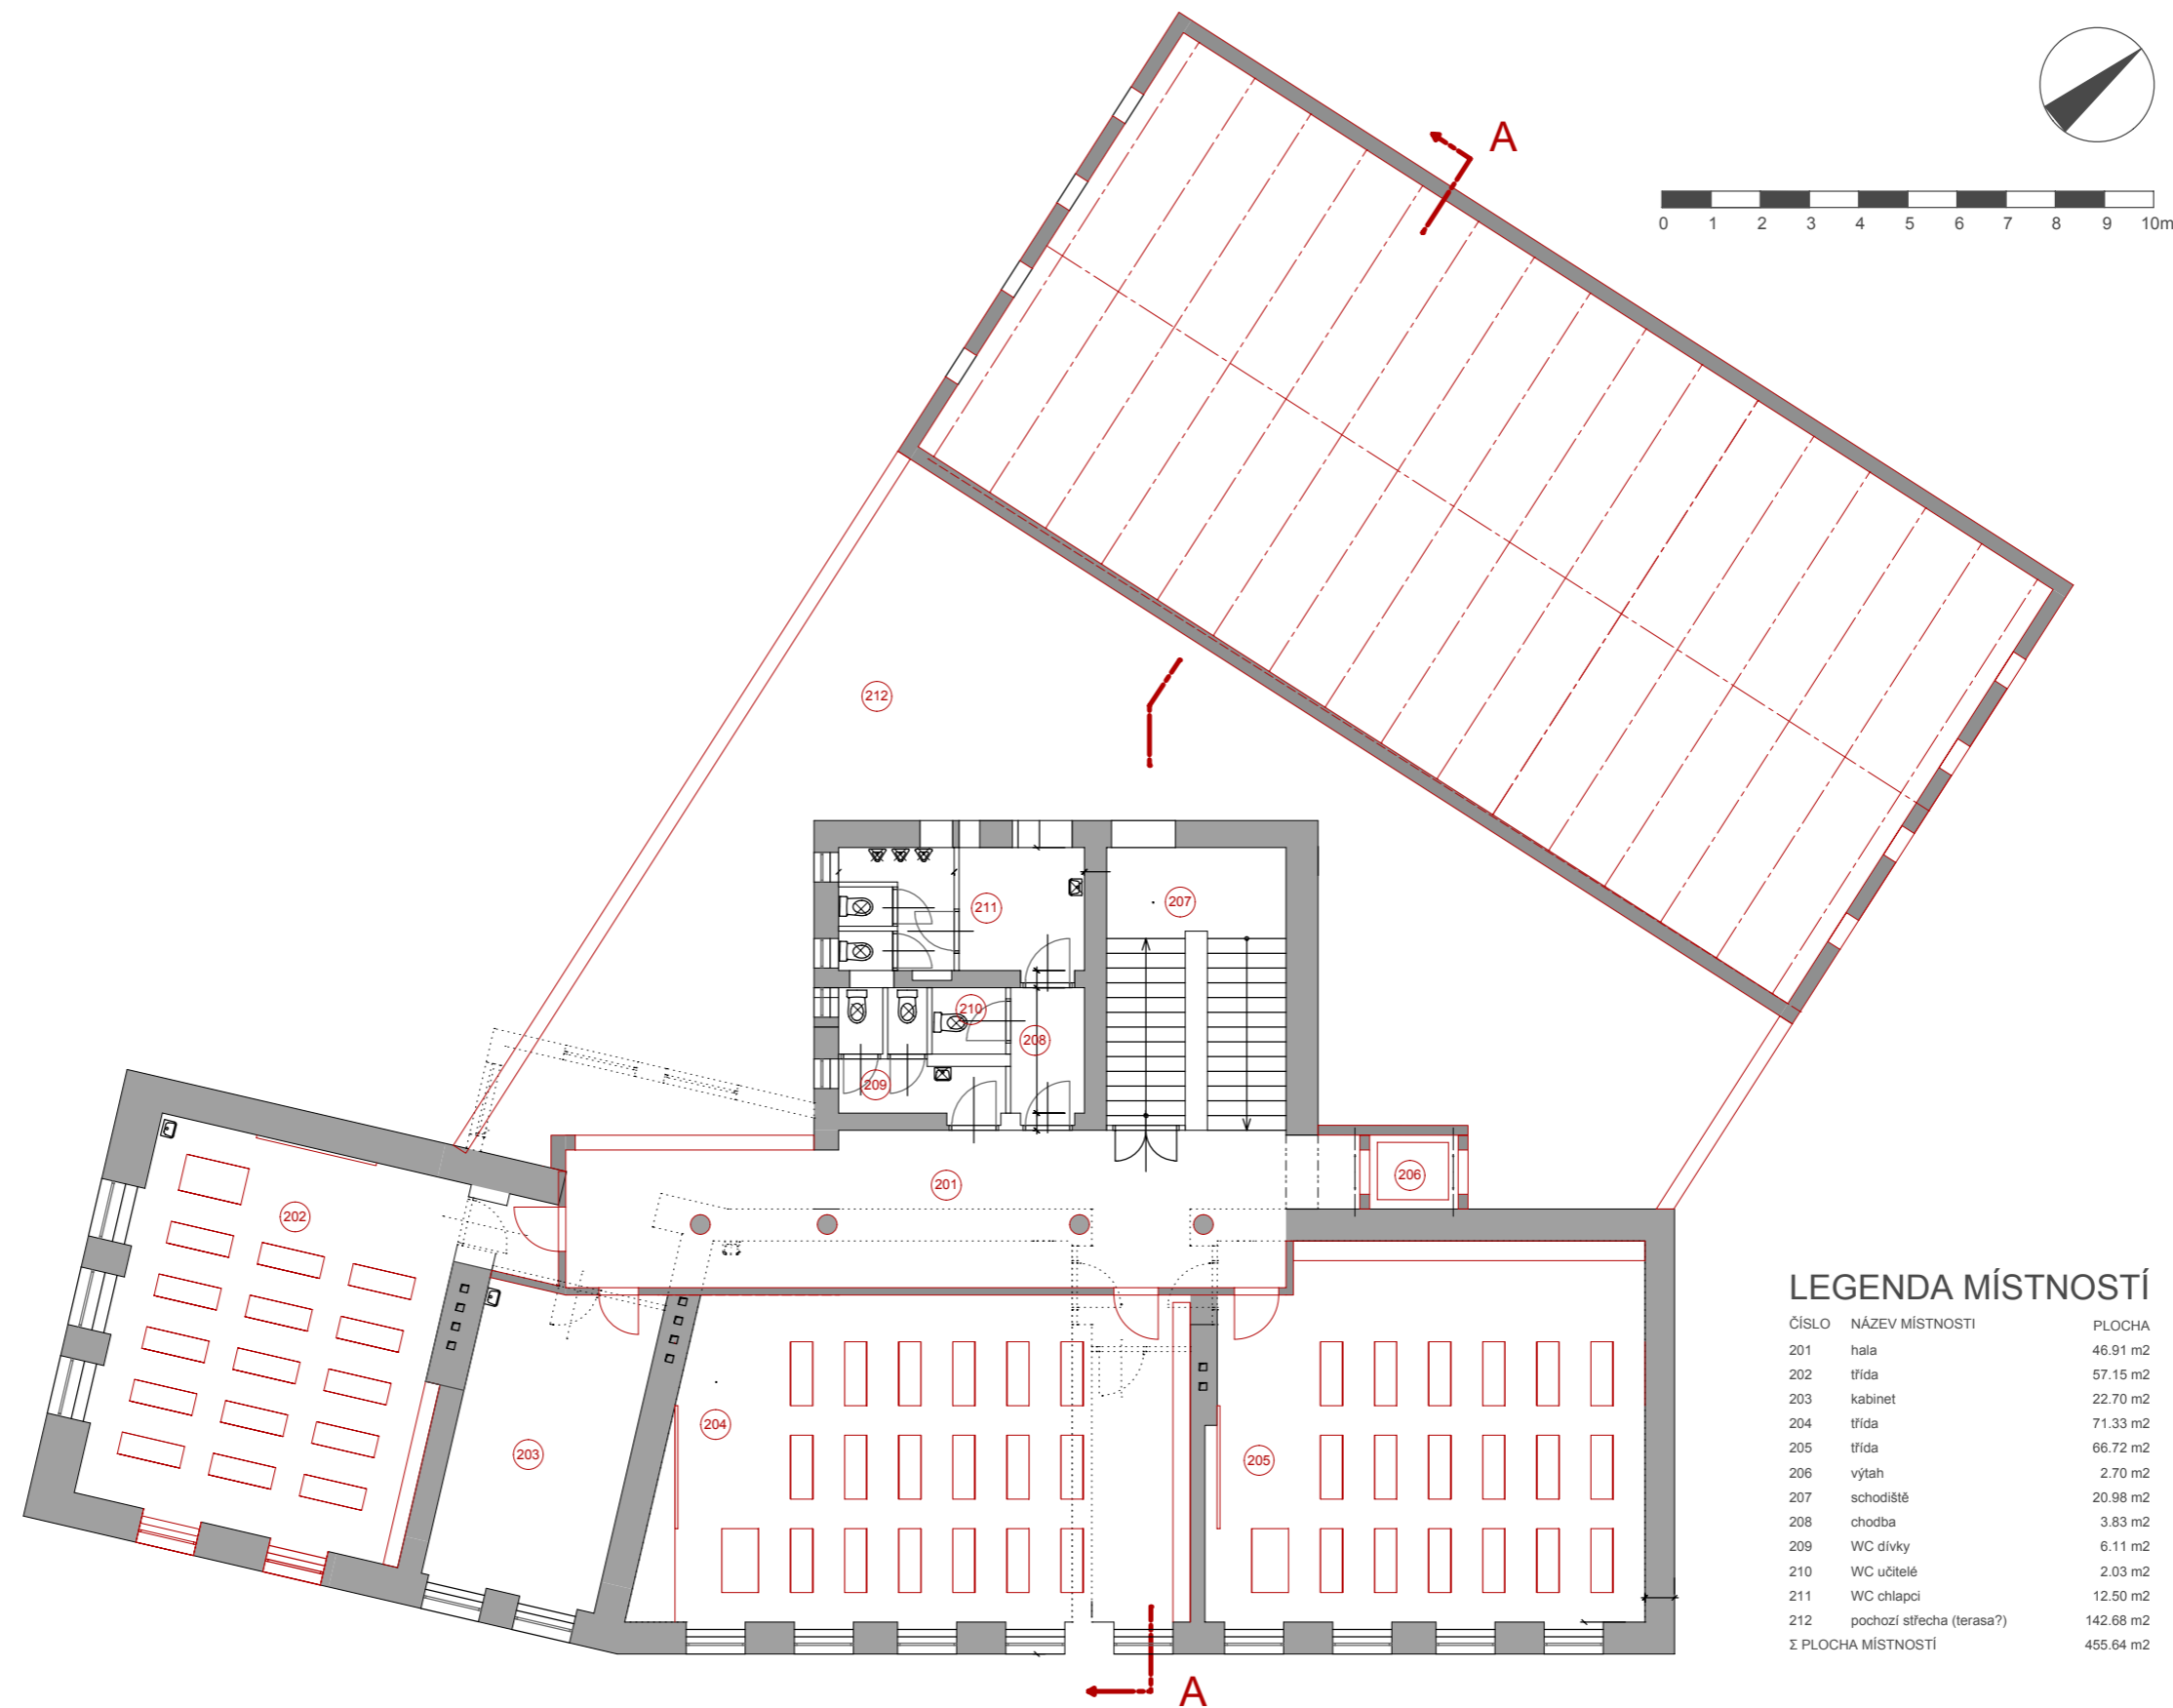 A
0 1 2 3 4 5 6 7 8 9 10m
212
207
211
210
208
209
206
201
202
204
203
205
LEGENDA MÍSTNOSTÍ
ČÍSLO NÁZEV MÍSTNOSTI PLOCHA
201 hala 46.91 m2
202 třída 57.15 m2
203 kabinet 22.70 m2
204 třída 71.33 m2
205 třída 66.72 m2
206 výtah 2.70 m2
207 schodiště 20.98 m2
208 chodba 3.83 m2
209 WC dívky 6.11 m2
210 WC učitelé 2.03 m2
211 WC chlapci 12.50 m2
212 pochozí střecha (terasa?) 142.68 m2
Σ PLOCHA MÍSTNOSTÍ 455.64 m2
A